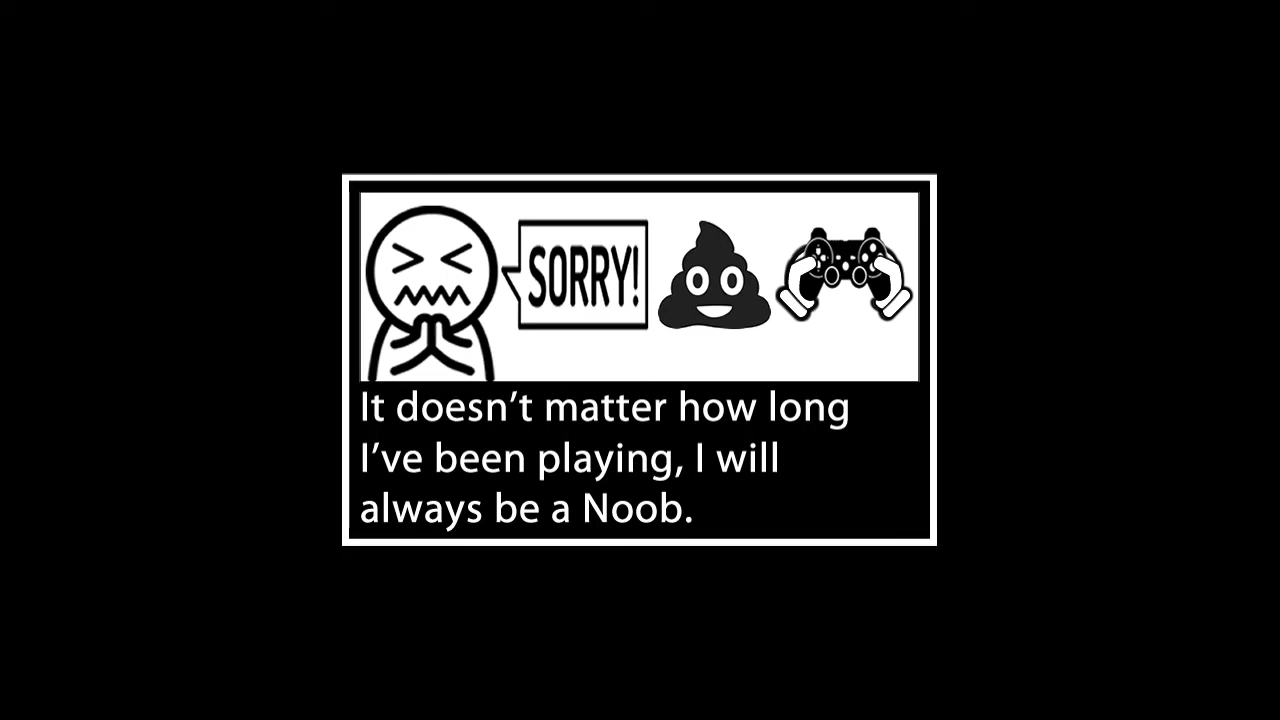 SORRY!
It doesn’t matter how long
I’ve been playing, I will
always be a Noob.